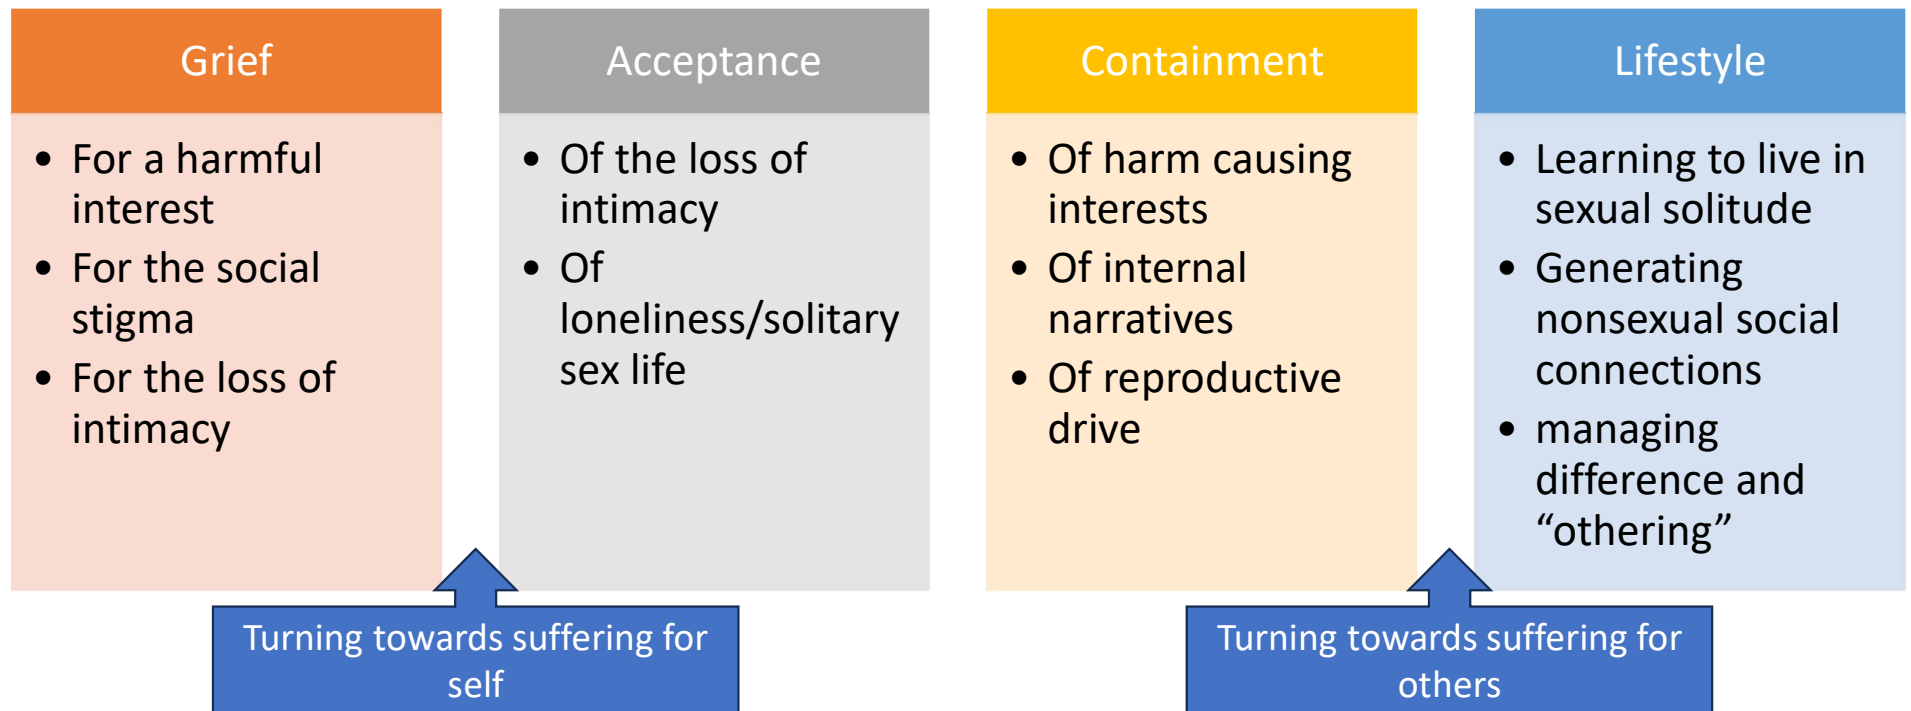 Grief
• For a harmful
interest
• For the social
stigma
• For the loss of
intimacy
Acceptance
• Of the loss of
intimacy
• Of
loneliness/solitary
sex life
Containment
• Of harm causing
interests
• Of internal
narratives
• Of reproductive
drive
Lifestyle
• Learning to live in
sexual solitude
• Generating
nonsexual social
connections
• managing
difference and
“othering”
Turning towards suffering for
self
Turning towards suffering for
others